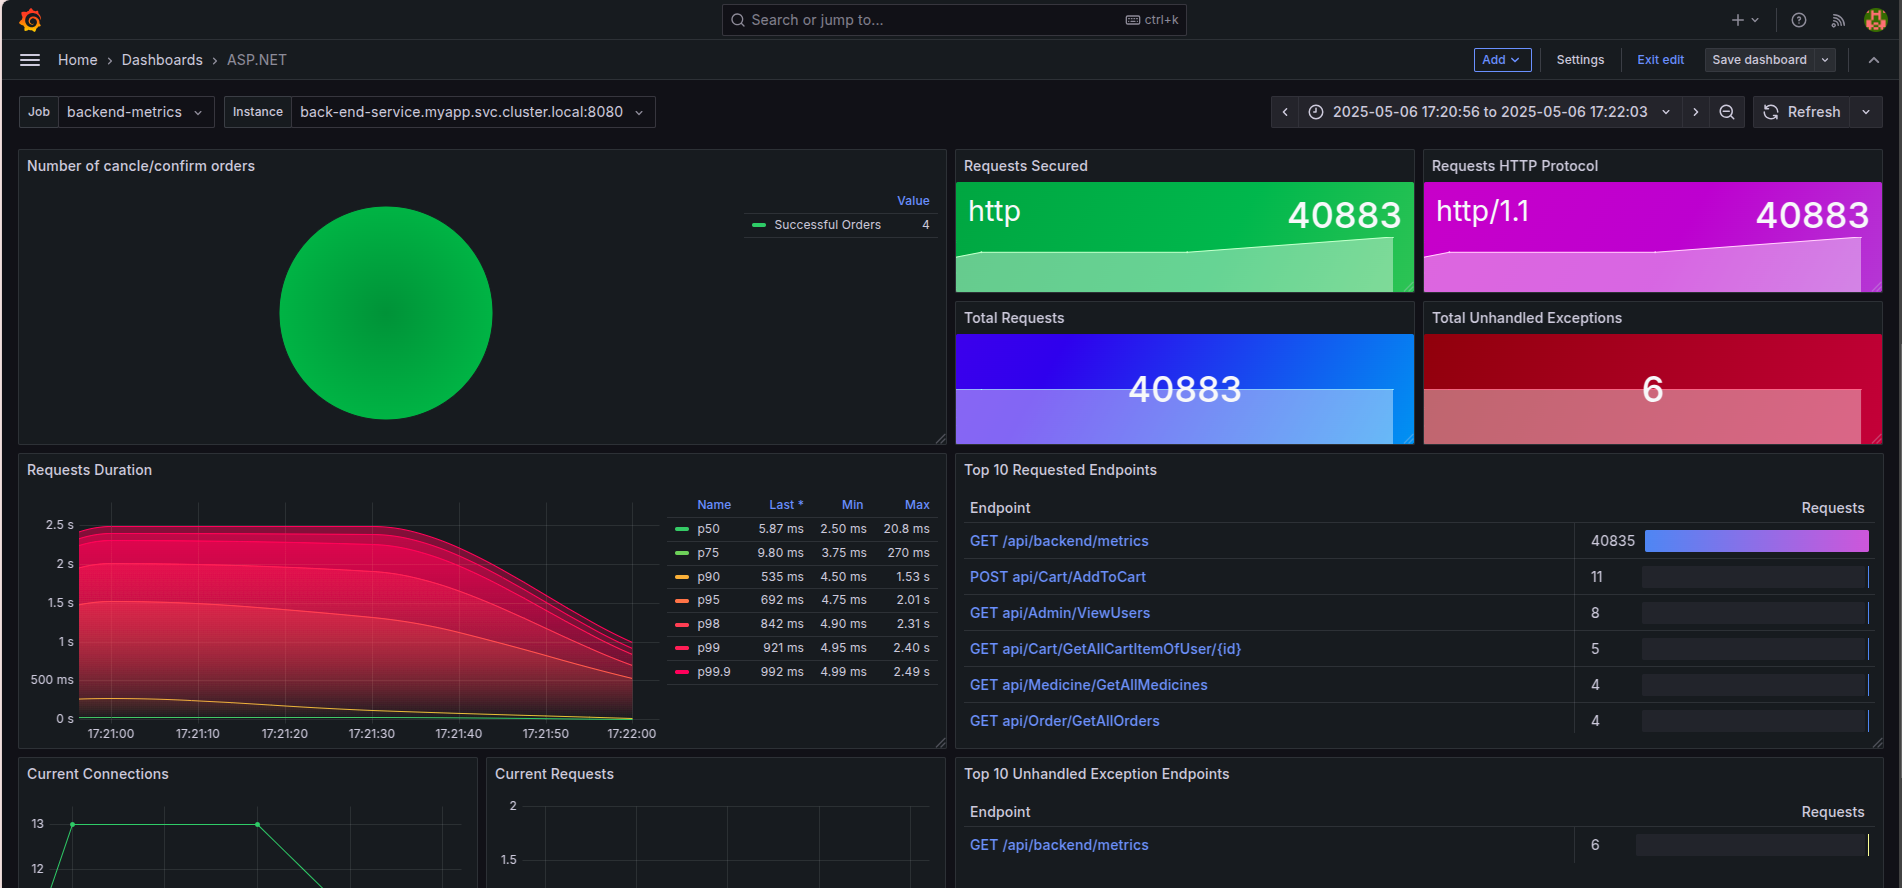 Search or jump to... ctrl+k
Home › Dashboards › ASP.NET Add Settings Exit edit Save dashboard
Job backend-metrics Instance back-end-service.myapp.svc.cluster.local:8080 2025-05-06 17:20:56 to 2025-05-06 17:22:03 Refresh
Number of cancle/confirm orders
Value
Successful Orders 4
Requests Secured
http 40883
Requests HTTP Protocol
http/1.1 40883
Total Requests
40883
Total Unhandled Exceptions
6
Requests Duration
2.5 s
2 s
1.5 s
1 s
500 ms
0 s
17:21:00 17:21:10 17:21:20 17:21:30 17:21:40 17:21:50 17:22:00
Name Last * Min Max
p50 5.87 ms 2.50 ms 20.8 ms
p75 9.80 ms 3.75 ms 270 ms
p90 535 ms 4.50 ms 1.53 s
p95 692 ms 4.75 ms 2.01 s
p98 842 ms 4.90 ms 2.31 s
p99 921 ms 4.95 ms 2.40 s
p99.9 992 ms 4.99 ms 2.49 s
Top 10 Requested Endpoints
Endpoint Requests
GET /api/backend/metrics 40835
POST api/Cart/AddToCart 11
GET api/Admin/ViewUsers 8
GET api/Cart/GetAllCartItemOfUser/{id} 5
GET api/Medicine/GetAllMedicines 4
GET api/Order/GetAllOrders 4
Current Connections
13
12
Current Requests
2
1.5
Top 10 Unhandled Exception Endpoints
Endpoint Requests
GET /api/backend/metrics 6